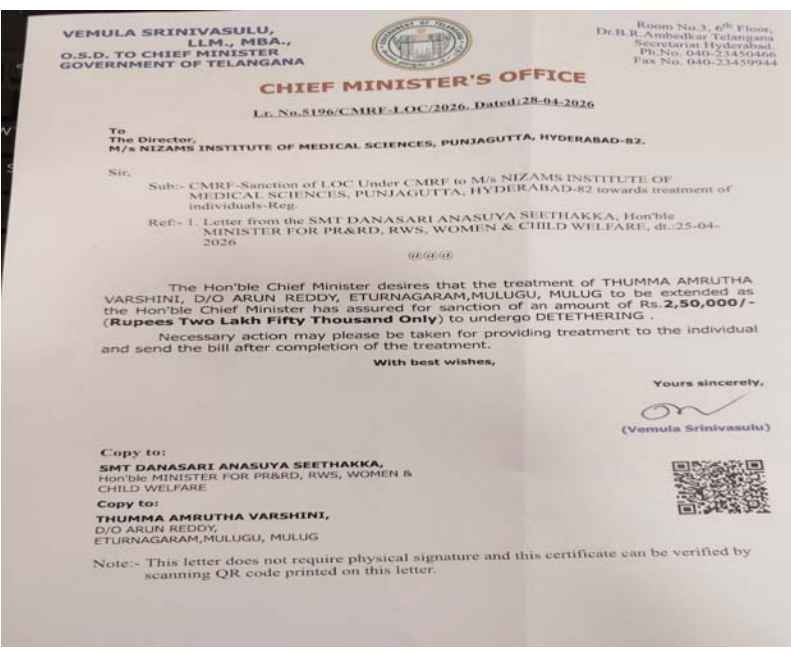 VEMULA SRINIVASULU,
LLM., MBA.,
O.S.D. TO CHIEF MINISTER
GOVERNMENT OF TELANGANA
Room No.3, 6th Floor,
Dr.B.R.Ambedkar Telangana
Secretariat Hyderabad.
Ph.No. 040-23450466
Fax No. 040-23459944
CHIEF MINISTER'S OFFICE
Lr. No.5196/CMRF-LOC/2026, Dated:28-04-2026
To
The Director,
M/s NIZAMS INSTITUTE OF MEDICAL SCIENCES, PUNJAGUTTA, HYDERABAD-82.
Sir,
Sub:- CMRF-Sanction of LOC Under CMRF to M/s NIZAMS INSTITUTE OF
MEDICAL SCIENCES, PUNJAGUTTA, HYDERABAD-82 towards treatment of
individuals-Reg.
Ref:- 1. Letter from the SMT DANASARI ANASUYA SEETHAKKA, Hon'ble
MINISTER FOR PR&RD, RWS, WOMEN & CHILD WELFARE, dt.:25-04-
2026
@@@
The Hon'ble Chief Minister desires that the treatment of THUMMA AMRUTHA
VARSHINI, D/O ARUN REDDY, ETURNAGARAM,MULUGU, MULUG to be extended as
the Hon'ble Chief Minister has assured for sanction of an amount of Rs.2,50,000/-
(Rupees Two Lakh Fifty Thousand Only) to undergo DETETHERING .
Necessary action may please be taken for providing treatment to the individual
and send the bill after completion of the treatment.
With best wishes,
Yours sincerely,
(Vemula Srinivasulu)
Copy to:
SMT DANASARI ANASUYA SEETHAKKA,
Hon'ble MINISTER FOR PR&RD, RWS, WOMEN &
CHILD WELFARE
Copy to:
THUMMA AMRUTHA VARSHINI,
D/O ARUN REDDY,
ETURNAGARAM,MULUGU, MULUG
Note:- This letter does not require physical signature and this certificate can be verified by
scanning QR code printed on this letter.